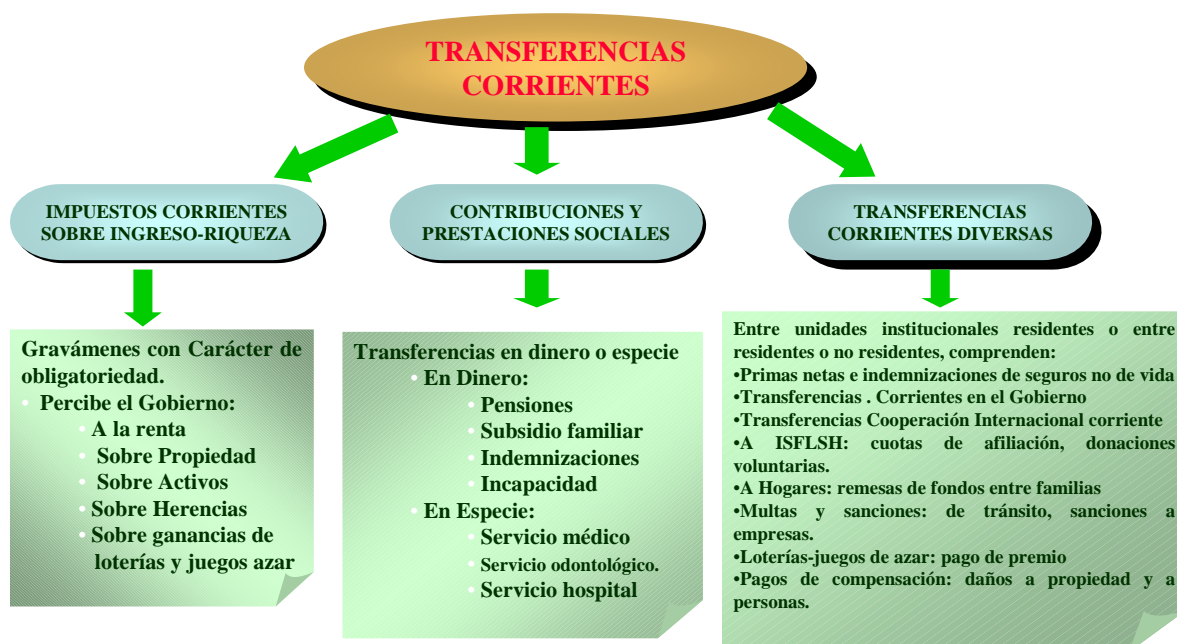 TRANSFERENCIAS
CORRIENTES
IMPUESTOS CORRIENTES
SOBRE INGRESO-RIQUEZA
CONTRIBUCIONES Y
PRESTACIONES SOCIALES
TRANSFERENCIAS
CORRIENTES DIVERSAS
Gravámenes con Carácter de
obligatoriedad.
• Percibe el Gobierno:
• A la renta
• Sobre Propiedad
• Sobre Activos
• Sobre Herencias
• Sobre ganancias de
loterías y juegos azar
Transferencias en dinero o especie
• En Dinero:
• Pensiones
• Subsidio familiar
• Indemnizaciones
• Incapacidad
• En Especie:
• Servicio médico
• Servicio odontológico.
• Servicio hospital
Entre unidades institucionales residentes o entre
residentes o no residentes, comprenden:
•Primas netas e indemnizaciones de seguros no de vida
•Transferencias . Corrientes en el Gobierno
•Transferencias Cooperación Internacional corriente
•A ISFLSH: cuotas de afiliación, donaciones
voluntarias.
•A Hogares: remesas de fondos entre familias
•Multas y sanciones: de tránsito, sanciones a
empresas.
•Loterías-juegos de azar: pago de premio
•Pagos de compensación: daños a propiedad y a
personas.